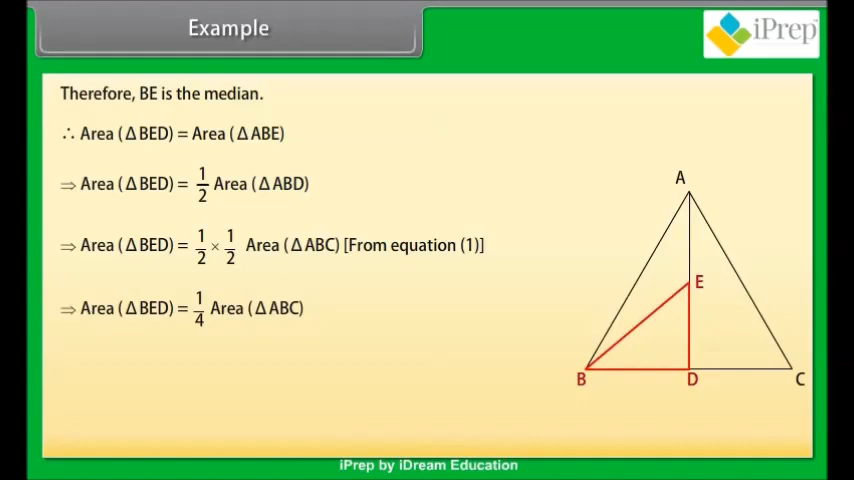 Example
iPrep
Therefore, BE is the median.
∴ Area (ΔBED) = Area (ΔABE)
⇒ Area (ΔBED) = 1/2 Area (ΔABD)
⇒ Area (ΔBED) = 1/2 × 1/2 Area (ΔABC) [From equation (1)]
⇒ Area (ΔBED) = 1/4 Area (ΔABC)
A
E
B D C
iPrep by iDream Education